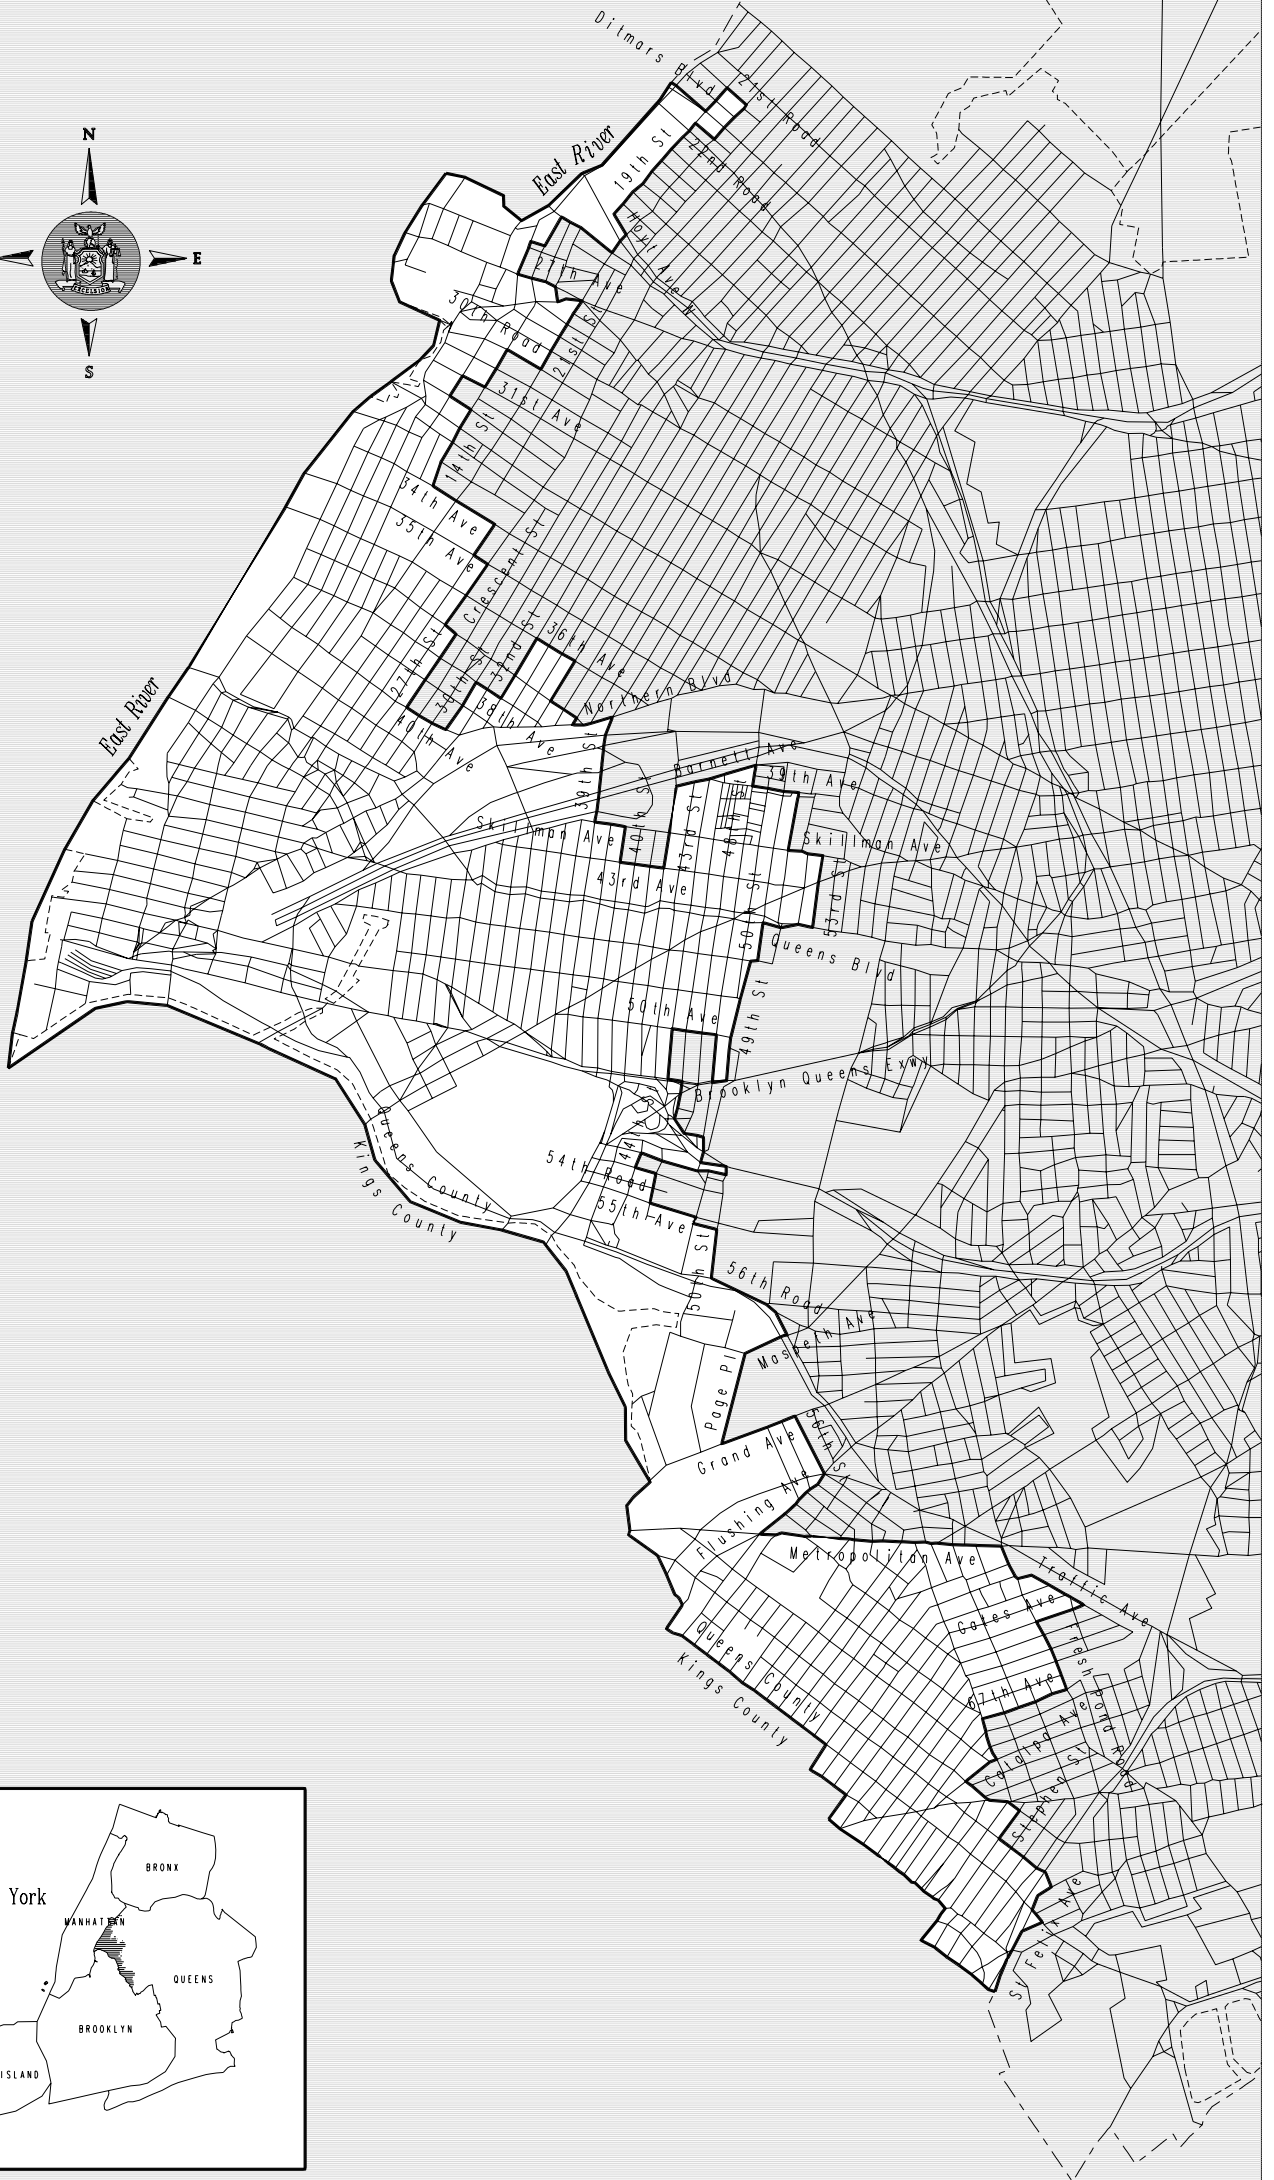 Ditmars Blvd
21st Road
N
East River
19th St
22nd Road
Hoyt Ave N
E
EXCELSIOR
27th Ave
30th Road
21st St
S
31st Ave
14th St
34th Ave
35th Ave
Crescent St
36th Ave
32nd St
30th St
27th St
38th Ave
40th Ave
Northern Blvd
East River
39th St
Barnett Ave
39th Ave
40th St
43rd St
48th St
Skillman Ave
Skillman Ave
43rd Ave
50th St
53rd St
Queens Blvd
50th Ave
49th St
Brooklyn Queens Exwy
Queens County
Kings County
54th Road
44
55th Ave
50th St
56th Road
Maspeth Ave
Page Pl
56th St
Grand Ave
Flushing Ave
Metropolitan Ave
Traffic Ave
Gates Ave
Fresh Pond Road
Queens County
Kings County
67th Ave
Catalpa Ave
Stephen St
St Felix Ave
BRONX
York
MANHATTAN
QUEENS
BROOKLYN
ISLAND